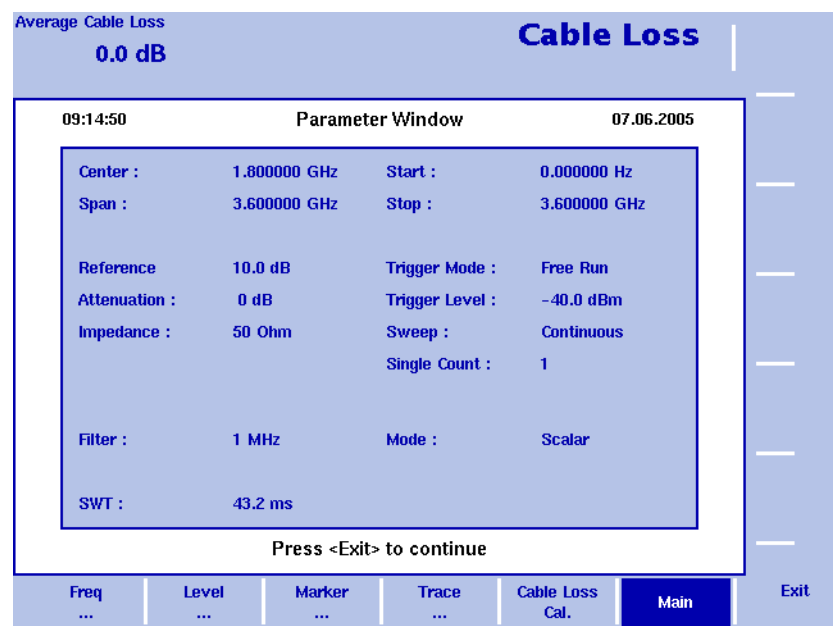 Average Cable Loss
0.0 dB
Cable Loss
09:14:50 Parameter Window 07.06.2005
Center : 1.800000 GHz Start : 0.000000 Hz
Span : 3.600000 GHz Stop : 3.600000 GHz
Reference 10.0 dB Trigger Mode : Free Run
Attenuation : 0 dB Trigger Level : -40.0 dBm
Impedance : 50 Ohm Sweep : Continuous
Single Count : 1
Filter : 1 MHz Mode : Scalar
SWT : 43.2 ms
Press <Exit> to continue
Freq
...
Level
...
Marker
...
Trace
...
Cable Loss
Cal.
Main
Exit